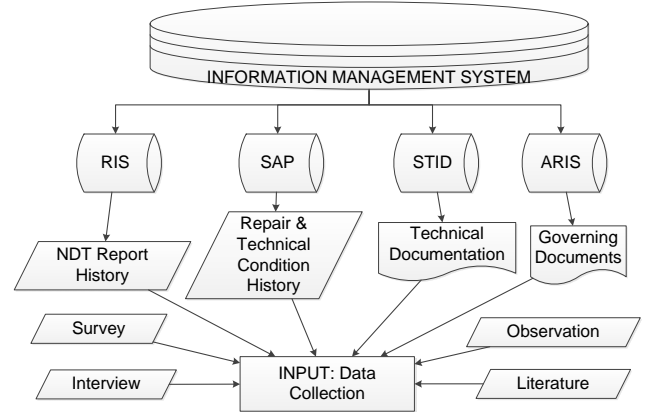 INFORMATION MANAGEMENT SYSTEM
RIS
SAP
STID
ARIS
NDT Report
History
Repair &
Technical
Condition
History
Technical
Documentation
Governing
Documents
Survey
Observation
INPUT: Data
Collection
Interview
Literature